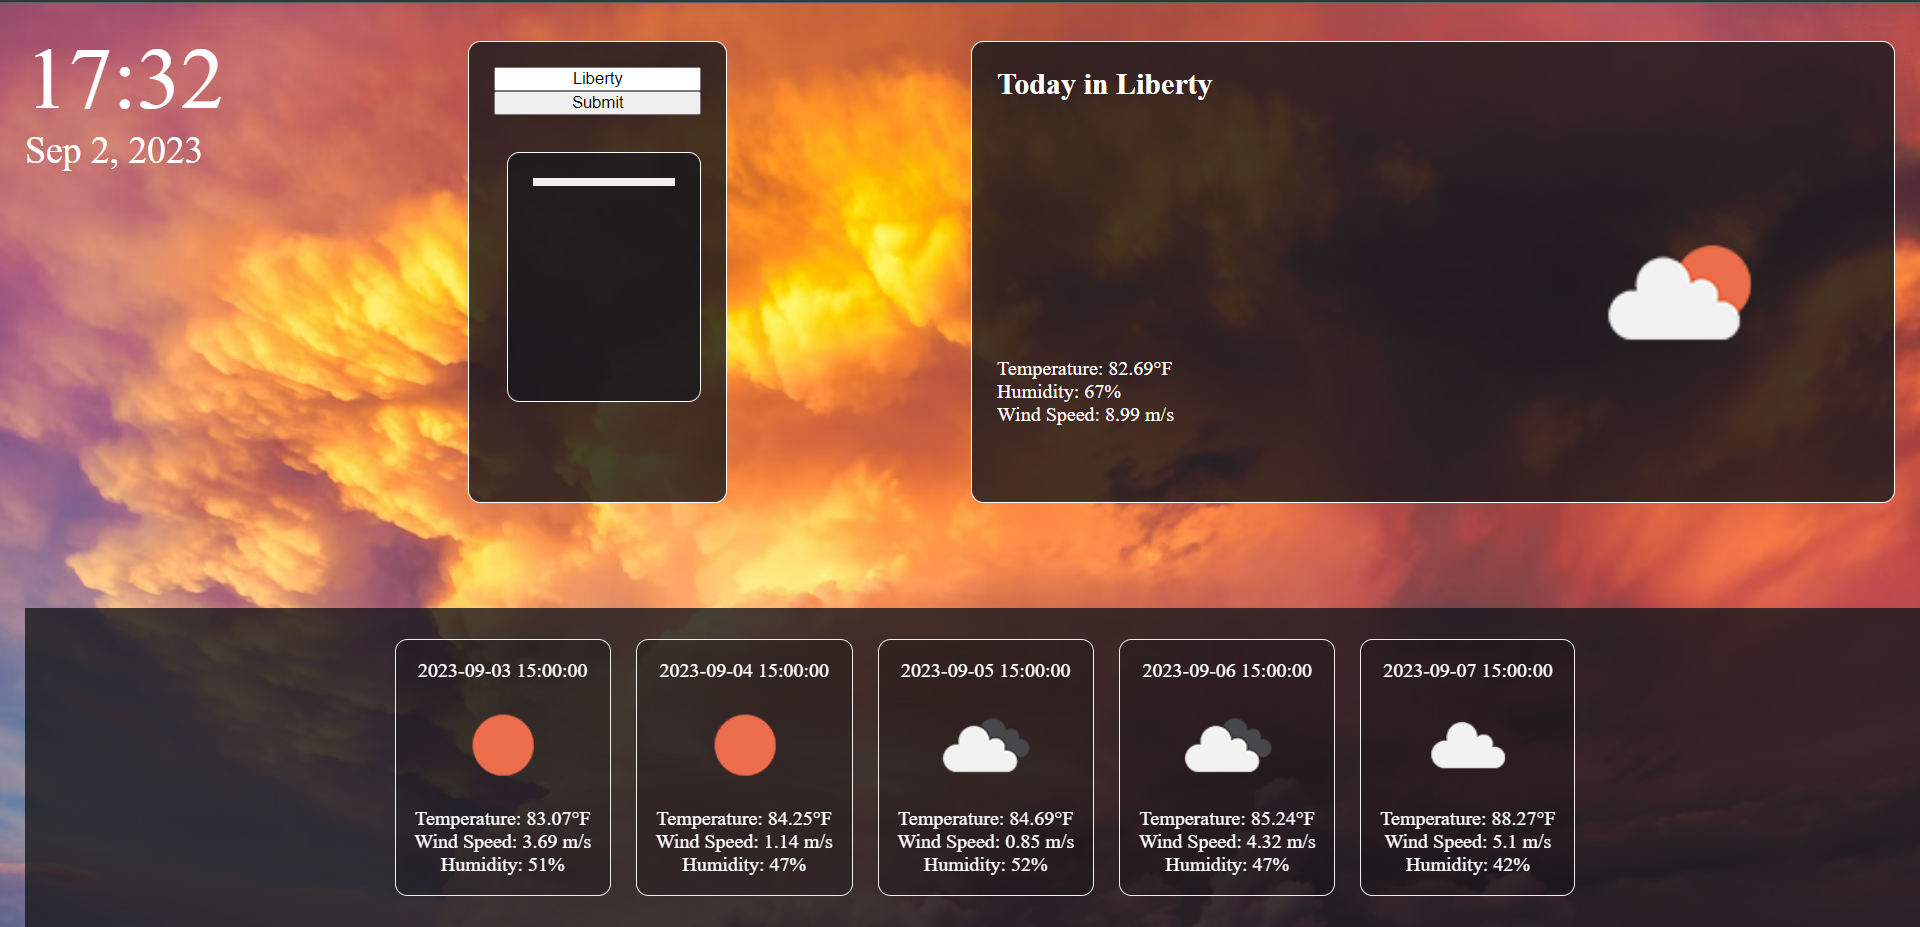 17:32
Sep 2, 2023
Liberty
Submit
Today in Liberty
Temperature: 82.69°F
Humidity: 67%
Wind Speed: 8.99 m/s
2023-09-03 15:00:00
Temperature: 83.07°F
Wind Speed: 3.69 m/s
Humidity: 51%
2023-09-04 15:00:00
Temperature: 84.25°F
Wind Speed: 1.14 m/s
Humidity: 47%
2023-09-05 15:00:00
Temperature: 84.69°F
Wind Speed: 0.85 m/s
Humidity: 52%
2023-09-06 15:00:00
Temperature: 85.24°F
Wind Speed: 4.32 m/s
Humidity: 47%
2023-09-07 15:00:00
Temperature: 88.27°F
Wind Speed: 5.1 m/s
Humidity: 42%